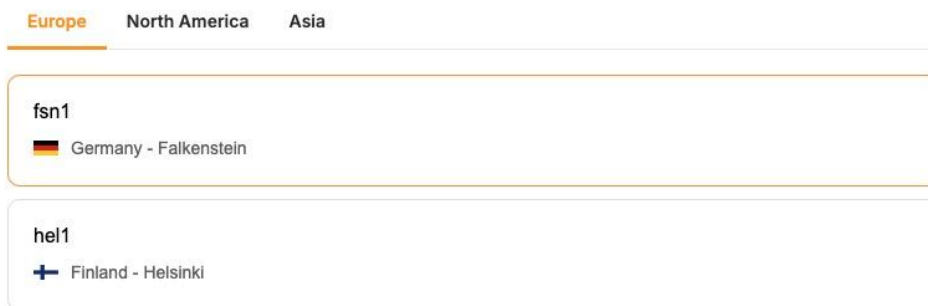 Europe North America Asia
fsn1
Germany - Falkenstein
hel1
Finland - Helsinki